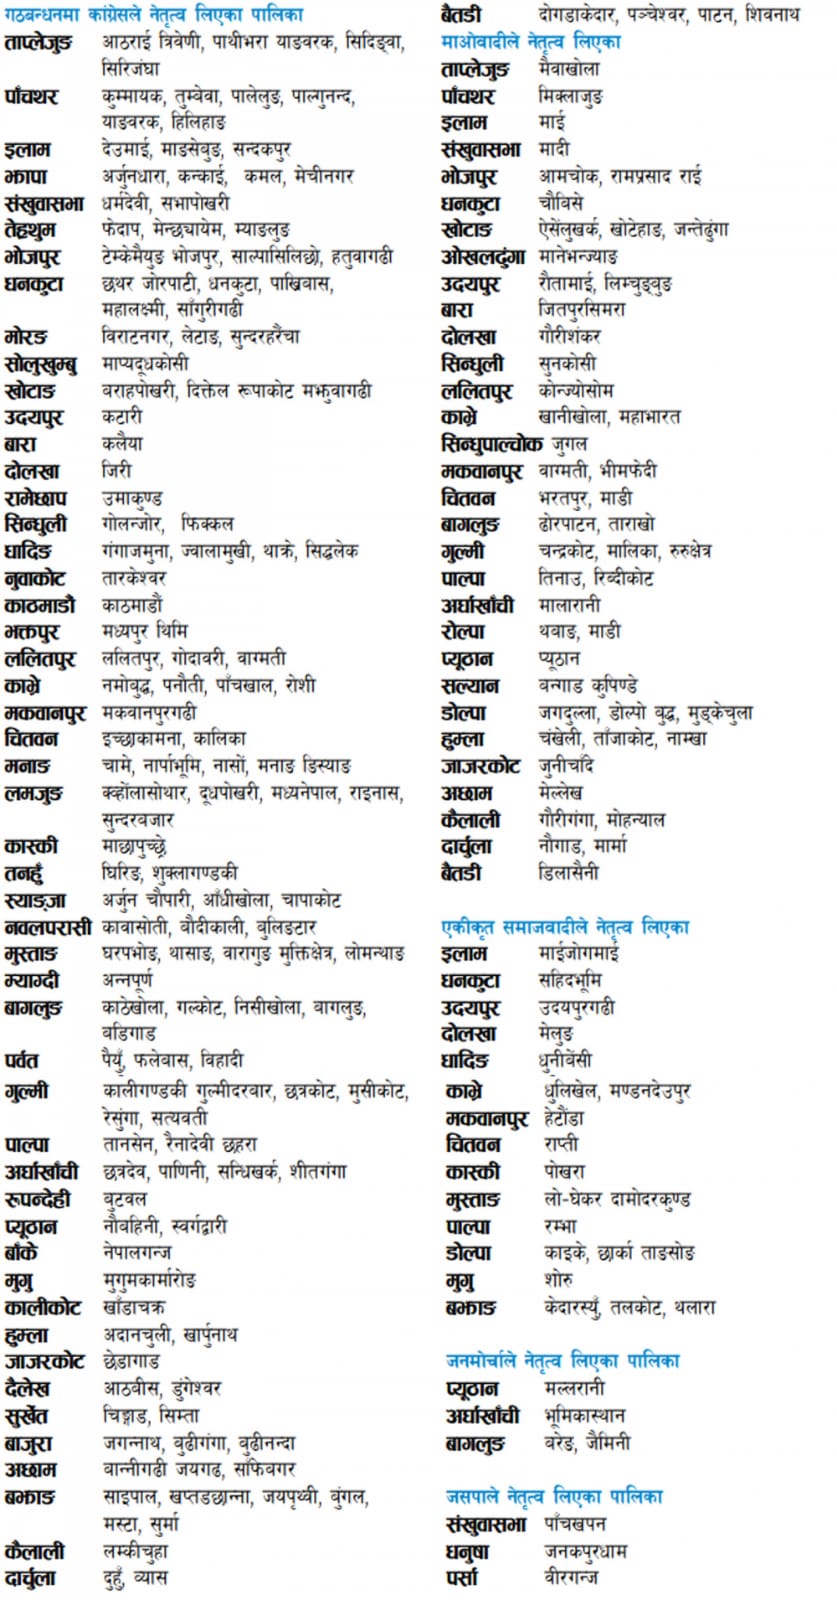 गठबन्धनमा कांग्रेसले नेतृत्व लिएका पालिका
ताप्लेजुङ आठराई त्रिवेणी, पाथीभरा याङवरक, सिदिङ्वा,
सिरिजंघा
पाँचथर कुम्मायक, तुम्वेवा, पालेलुङ, फाल्गुनन्द,
याङवरक, हिलिहाङ
इलाम देउमाई, माङसेबुङ, सन्दकपुर
झापा अर्जुनधारा, कन्काई, कमल, मेचीनगर
संखुवासभा धर्मदेवी, सभापोखरी
तेह्रथुम फेदाप, मेन्छयायेम, म्याङलुङ
भोजपुर टेम्केमैयुङ भोजपुर, साल्पासिलिछो, हतुवागढी
धनकुटा छथर जोरपाटी, धनकुटा, पाख्रिबास,
महालक्ष्मी, साँगुरीगढी
मोरङ विराटनगर, लेटाङ, सुन्दरहरैंचा
सोलुखुम्बु माप्यदूधकोसी
खोटाङ बराहपोखरी, दिक्तेल रूपाकोट मझुवागढी
उदयपुर कटारी
बारा कलैया
दोलखा जिरी
रामेछाप उमाकुण्ड
सिन्धुली गोलन्जोर, फिक्कल
धादिङ गंगाजमुना, ज्वालामुखी, थाक्रे, सिद्धलेक
नुवाकोट तारकेश्वर
काठमाडौं काठमाडौं
भक्तपुर मध्यपुर थिमि
ललितपुर ललितपुर, गोदावरी, वाग्मती
काभ्रे नमोबुद्ध, पनौती, पाँचखाल, रोशी
मकवानपुर मकवानपुरगढी
चितवन इच्छाकामना, कालिका
मनाङ चामे, नार्पाभूमि, नासों, मनाङ डिस्याङ
लमजुङ क्व्होंलासोथार, दूधपोखरी, मध्यनेपाल, राइनास,
सुन्दरबजार
कास्की माछापुच्छ्रे
तनहुँ घिरिङ, शुक्लागण्डकी
स्याङ्जा अर्जुन चौपारी, आँधीखोला, चापाकोट
नवलपरासी कावासोती, बौदीकाली, बुलिङटार
मुस्ताङ घरपभोङ, थासाङ, वारागुङ मुक्तिक्षेत्र, लोमन्थाङ
म्याग्दी अन्नपूर्ण
बागलुङ काठेखोला, गल्कोट, निसीखोला, वागलुङ,
वडिगाड
पर्वत पैयूँ, फलेवास, विहादी
गुल्मी कालीगण्डकी गुल्मीदरबार, छत्रकोट, मुसीकोट,
रेसुंगा, सत्यवती
पाल्पा तानसेन, रैनादेवी छहरा
अर्घाखाँची छत्रदेव, पाणिनी, सन्धिखर्क, शीतगंगा
रूपन्देही बुटवल
प्यूठान नौबहिनी, स्वर्गद्वारी
बाँके नेपालगन्ज
मुगु मुगुमकार्मारोङ
कालीकोट खाँडाचक्र
हुम्ला अदानचुली, खार्पुनाथ
जाजरकोट छेडागाड
दैलेख आठबीस, डुंगेश्वर
सुर्खेत चिङ्गाड, सिम्ता
बाजुरा जगन्नाथ, बुढीगंगा, बुढीनन्दा
अछाम वान्नीगढी जयगढ, साँफेवगर
बझाङ साइपाल, खप्तडछान्ना, जयपृथ्वी, बुंगल,
मस्टा, सुर्मा
कैलाली लम्कीचुहा
दार्चुला दुहुँ, व्यास
बैतडी दोगडाकेदार, पञ्चेश्वर, पाटन, शिवनाथ
माओवादीले नेतृत्व लिएका
ताप्लेजुङ मैवाखोला
पाँचथर मिक्लाजुङ
इलाम माई
संखुवासभा मादी
भोजपुर आमचोक, रामप्रसाद राई
धनकुटा चौबिसे
खोटाङ ऐसेंलुखर्क, खोटेहाङ, जन्तेढुंगा
ओखलढुंगा मानेभन्ज्याङ
उदयपुर रौतामाई, लिम्चुङ्बुङ
बारा जितपुरसिमरा
दोलखा गौरीशंकर
सिन्धुली सुनकोसी
ललितपुर कोन्ज्योसोम
काभ्रे खानीखोला, महाभारत
सिन्धुपाल्चोक जुगल
मकवानपुर वाग्मती, भीमफेदी
चितवन भरतपुर, माडी
बागलुङ ढोरपाटन, ताराखो
गुल्मी चन्द्रकोट, मालिका, रुरुक्षेत्र
पाल्पा तिनाउ, रिब्दीकोट
अर्घाखाँची मालारानी
रोल्पा थबाङ, माडी
प्यूठान प्यूठान
सल्यान बन्गाड कुपिण्डे
डोल्पा जगदुल्ला, डोल्पो बुद्ध, मुड्केचुला
हुम्ला चंखेली, ताँजाकोट, नाम्खा
जाजरकोट जुनीचाँदे
अछाम मेल्लेख
कैलाली गौरीगंगा, मोहन्याल
दार्चुला नौगाड, मार्मा
बैतडी डिलासैनी
एकीकृत समाजवादीले नेतृत्व लिएका
इलाम माईजोगमाई
धनकुटा सहिदभूमि
उदयपुर उदयपुरगढी
दोलखा मेलुङ
धादिङ धुनीबेंसी
काभ्रे धुलिखेल, मण्डनदेउपुर
मकवानपुर हेटौंडा
चितवन राप्ती
कास्की पोखरा
मुस्ताङ लो-घेकर दामोदरकुण्ड
पाल्पा रम्भा
डोल्पा काइके, छार्का ताङसोङ
मुगु शोरु
बझाङ केदारस्युँ, तलकोट, थलारा
जनमोर्चाले नेतृत्व लिएका पालिका
प्यूठान मल्लरानी
अर्घाखाँची भूमिकास्थान
बागलुङ बरेङ, जैमिनी
जसपाले नेतृत्व लिएका पालिका
संखुवासभा पाँचखपन
धनुषा जनकपुरधाम
पर्सा वीरगन्ज